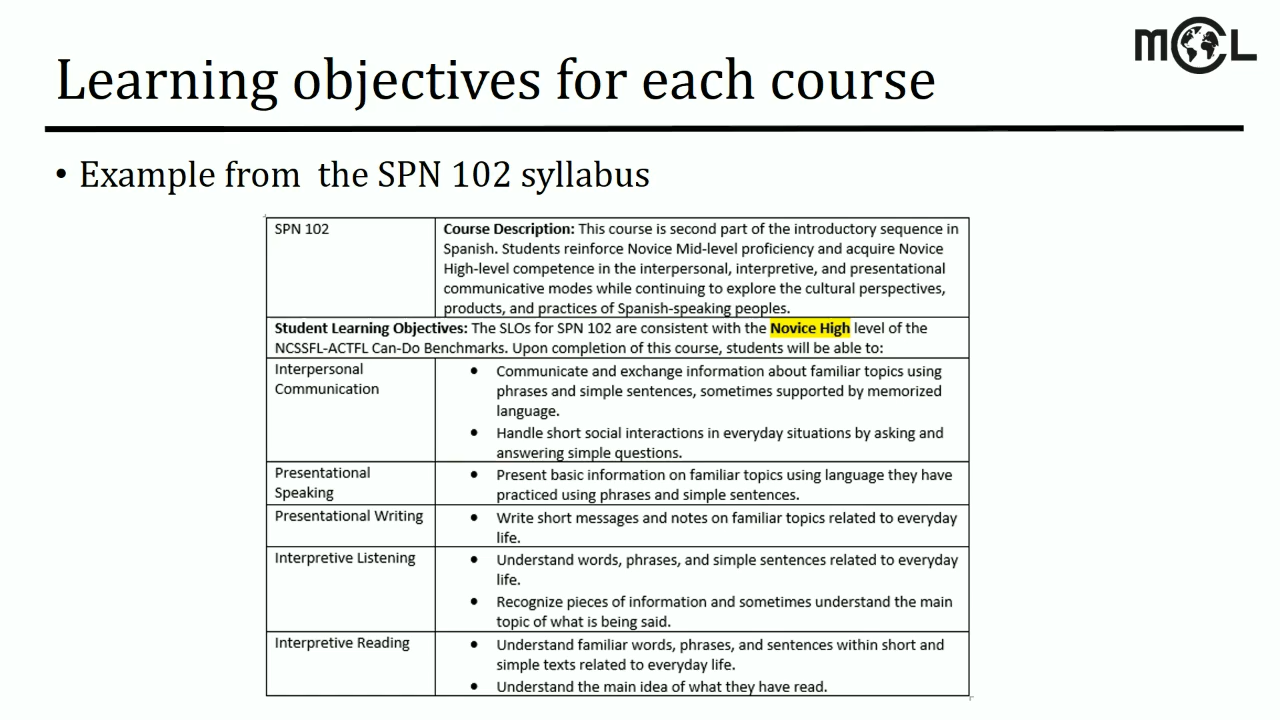 MCL
Learning objectives for each course
• Example from the SPN 102 syllabus
SPN 102
Course Description: This course is second part of the introductory sequence in
Spanish. Students reinforce Novice Mid-level proficiency and acquire Novice
High-level competence in the interpersonal, interpretive, and presentational
communicative modes while continuing to explore the cultural perspectives,
products, and practices of Spanish-speaking peoples.
Student Learning Objectives: The SLOs for SPN 102 are consistent with the Novice High level of the
NCSSFL-ACTFL Can-Do Benchmarks. Upon completion of this course, students will be able to:
Interpersonal
Communication
• Communicate and exchange information about familiar topics using
phrases and simple sentences, sometimes supported by memorized
language.
• Handle short social interactions in everyday situations by asking and
answering simple questions.
Presentational
Speaking
• Present basic information on familiar topics using language they have
practiced using phrases and simple sentences.
Presentational Writing
• Write short messages and notes on familiar topics related to everyday
life.
Interpretive Listening
• Understand words, phrases, and simple sentences related to everyday
life.
• Recognize pieces of information and sometimes understand the main
topic of what is being said.
Interpretive Reading
• Understand familiar words, phrases, and sentences within short and
simple texts related to everyday life.
• Understand the main idea of what they have read.